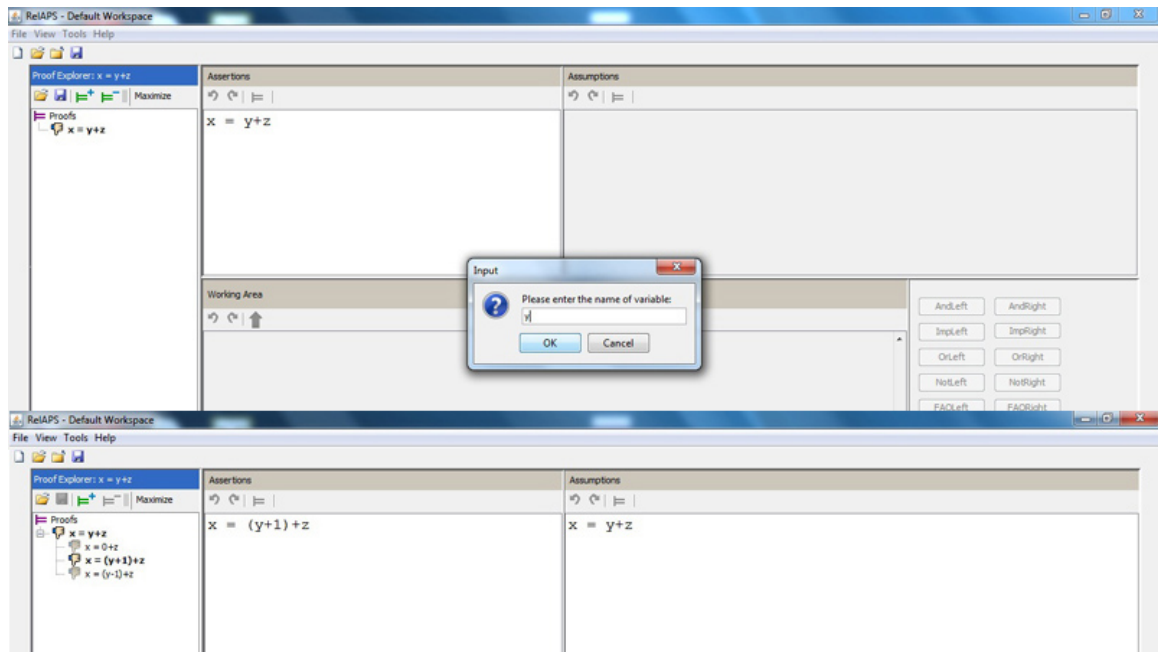 RelAPS - Default Workspace
File View Tools Help
Proof Explorer: x = y+z
Assertions
Assumptions
Maximize
Proofs
x = y+z
x = y+z
Input
Please enter the name of variable:
y
OK Cancel
Working Area
AndLeft AndRight
ImpLeft ImpRight
OrLeft OrRight
NotLeft NotRight
FAOLeft FAORight
RelAPS - Default Workspace
File View Tools Help
Proof Explorer: x = y+z
Assertions
Assumptions
Maximize
Proofs
x = y+z
x = 0+z
x = (y+1)+z
x = (y-1)+z
x = (y+1)+z
x = y+z